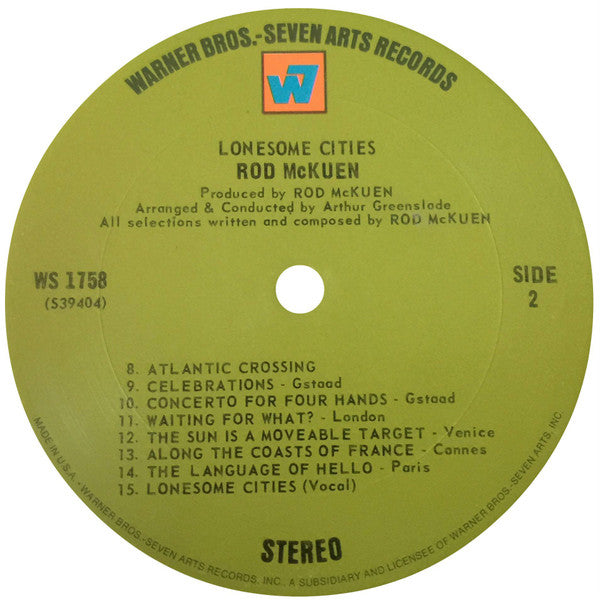 WARNER BROS.-SEVEN ARTS RECORDS
W7
LONESOME CITIES
ROD McKUEN
Produced by ROD McKUEN
Arranged & Conducted by Arthur Greenslade
All selections written and composed by ROD McKUEN
WS 1758
(S39404)
SIDE
2
8. ATLANTIC CROSSING
9. CELEBRATIONS - Gstaad
10. CONCERTO FOR FOUR HANDS - Gstaad
11. WAITING FOR WHAT? - London
12. THE SUN IS A MOVEABLE TARGET - Venice
13. ALONG THE COASTS OF FRANCE - Cannes
14. THE LANGUAGE OF HELLO - Paris
15. LONESOME CITIES (Vocal)
STEREO
MADE IN U.S.A. - WARNER BROS.-SEVEN ARTS RECORDS, INC., A SUBSIDIARY AND LICENSEE OF WARNER BROS.-SEVEN ARTS, INC.